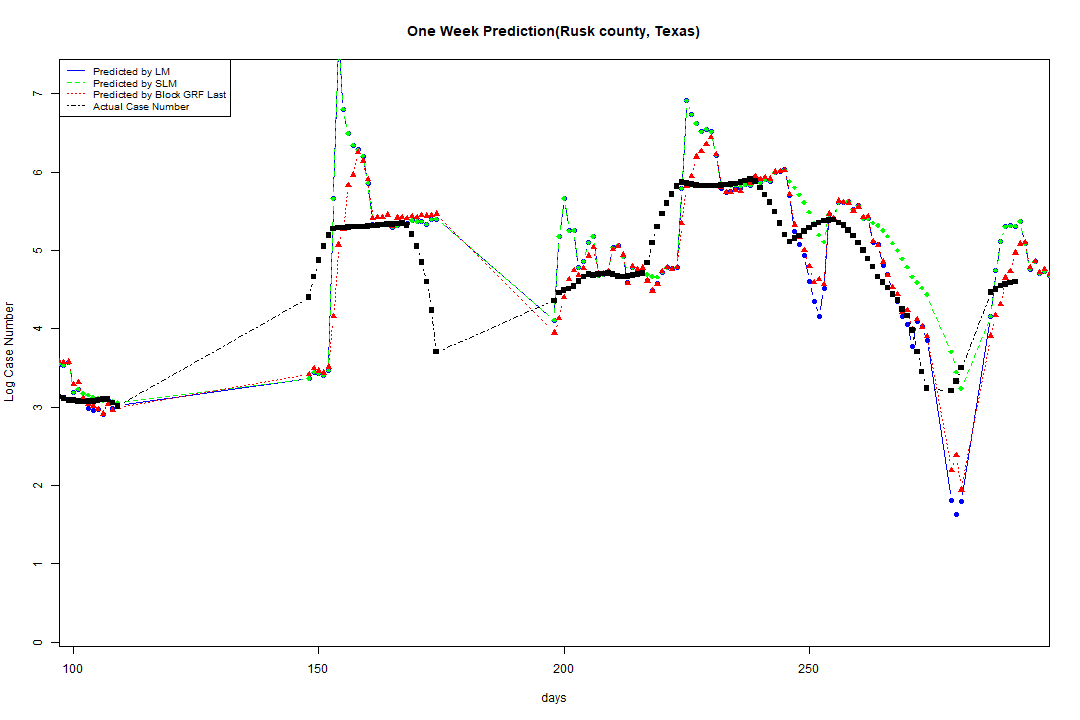 One Week Prediction(Rusk county, Texas)
Predicted by LM
Predicted by SLM
Predicted by Block GRF Last
Actual Case Number
7
6
5
4
3
2
1
0
Log Case Number
100 150 200 250
days